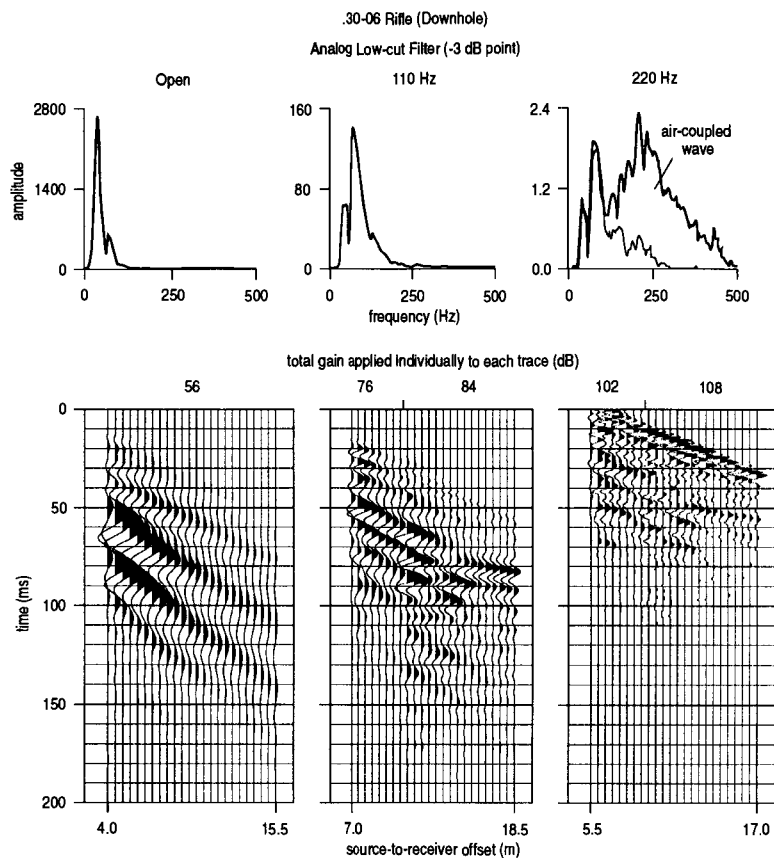 .30-06 Rifle (Downhole)
Analog Low-cut Filter (-3 dB point)
Open 110 Hz 220 Hz
2800 160 2.4
air-coupled
wave
amplitude
1400 80 1.2
0 0 0.0
0 250 500 0 250 500 0 250 500
frequency (Hz)
total gain applied individually to each trace (dB)
56 76 84 102 108
0
50
time (ms)
100
150
200
4.0 15.5 7.0 18.5 5.5 17.0
source-to-receiver offset (m)